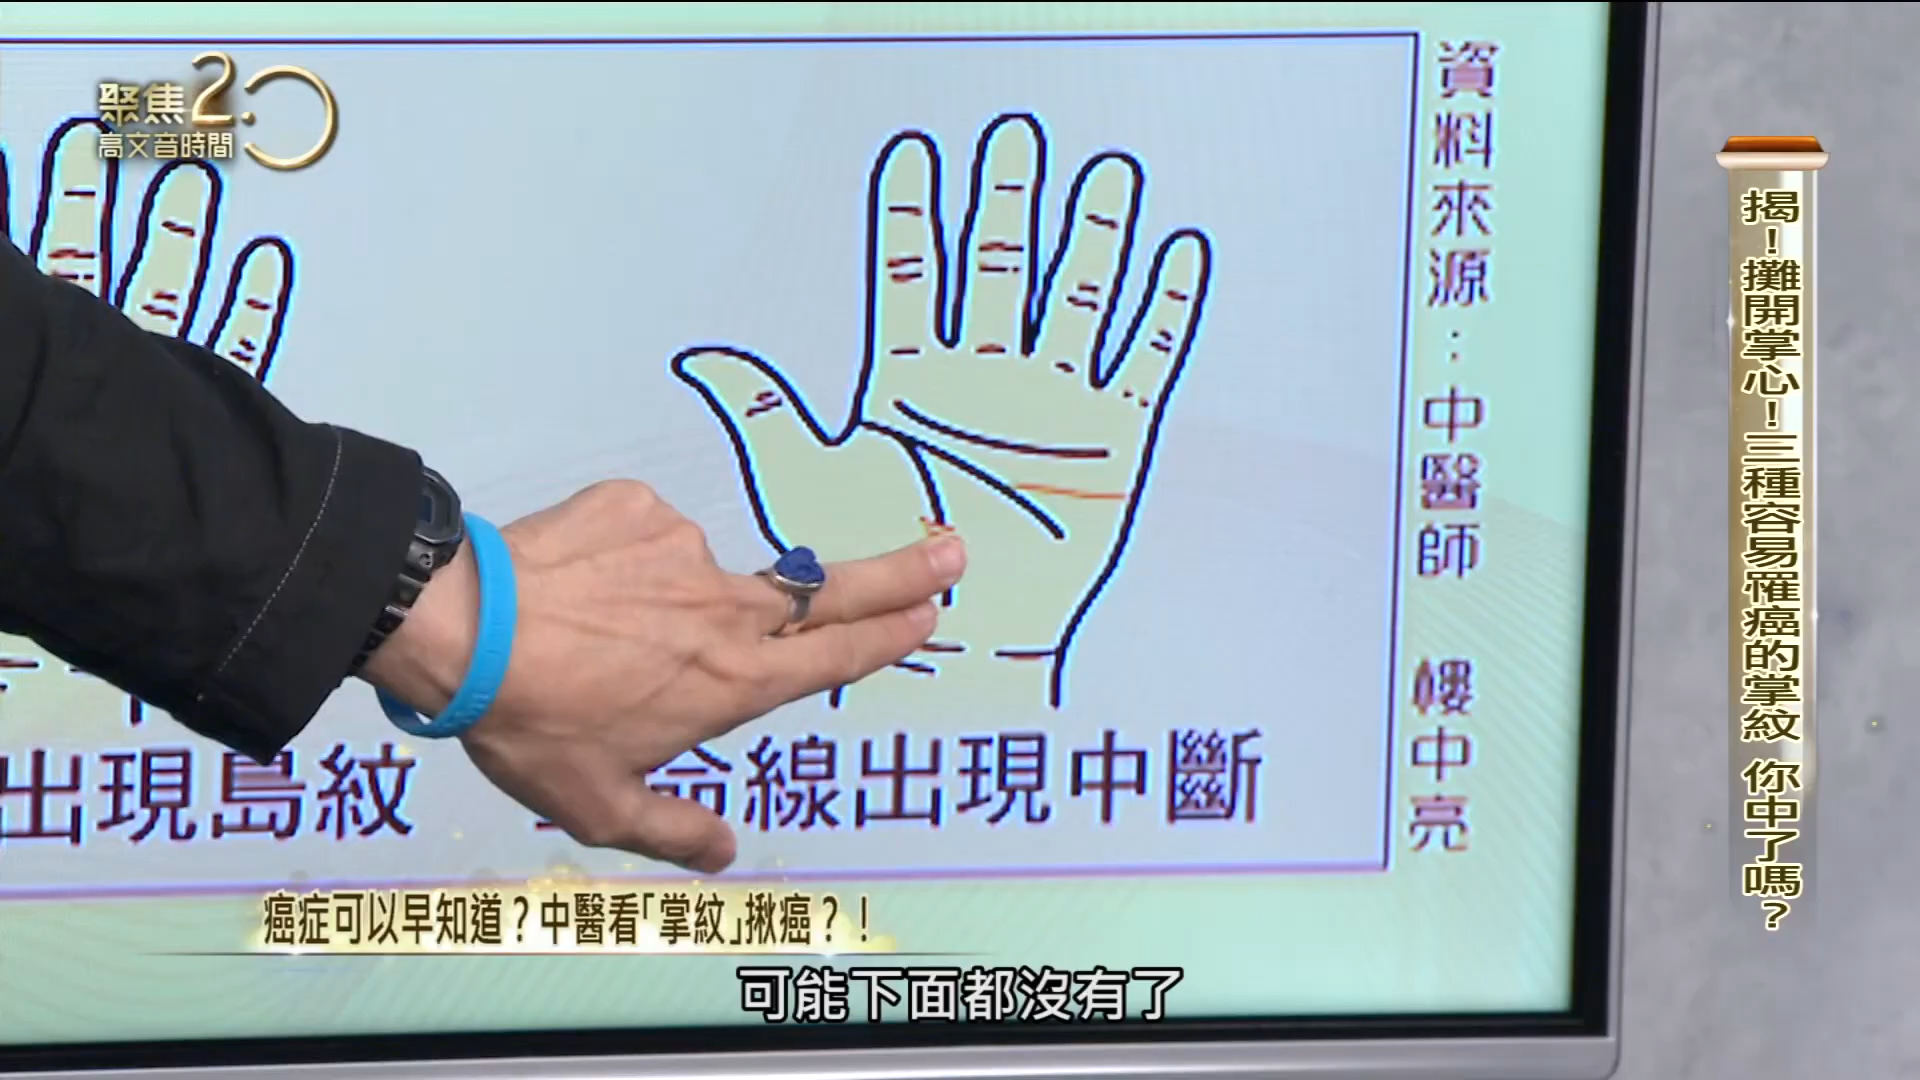 聚焦2.0
高文音時間
資料來源：中醫師 樓中亮
揭！攤開掌心！三種容易罹癌的掌紋 你中了嗎？
出現島紋
命線出現中斷
癌症可以早知道？中醫看「掌紋」揪癌？！
可能下面都沒有了